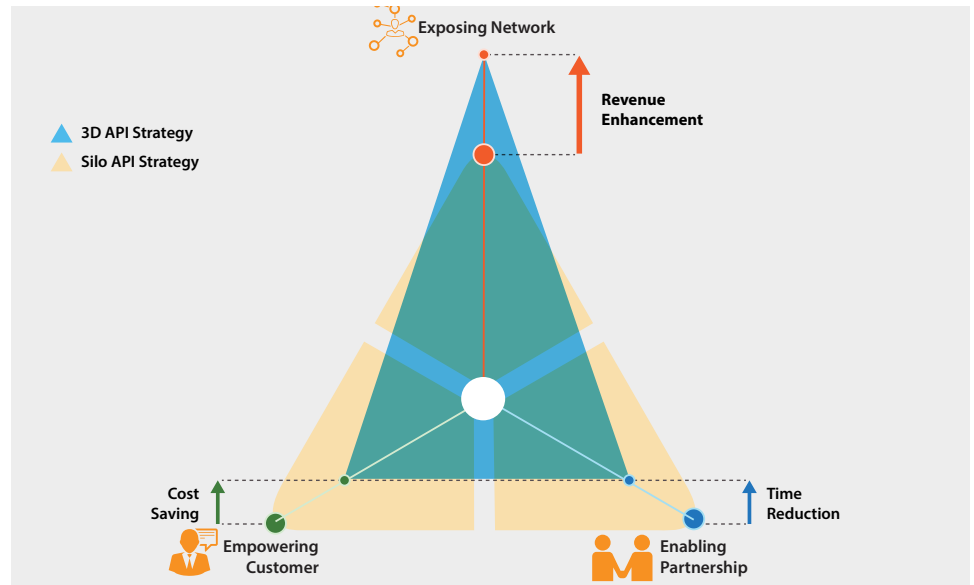 Exposing Network
Revenue
Enhancement
3D API Strategy
Silo API Strategy
Cost
Saving
Time
Reduction
Empowering
Customer
Enabling
Partnership